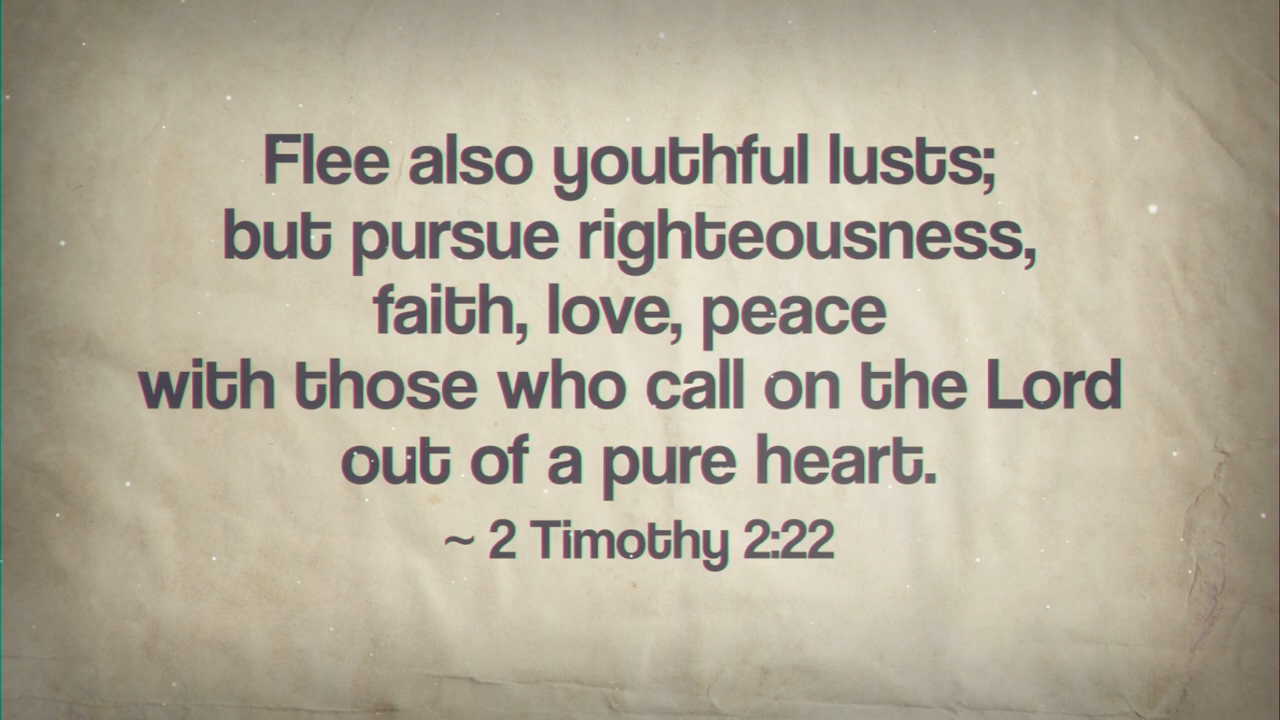 Flee also youthful lusts;
but pursue righteousness,
faith, love, peace
with those who call on the Lord
out of a pure heart.
~ 2 Timothy 2:22